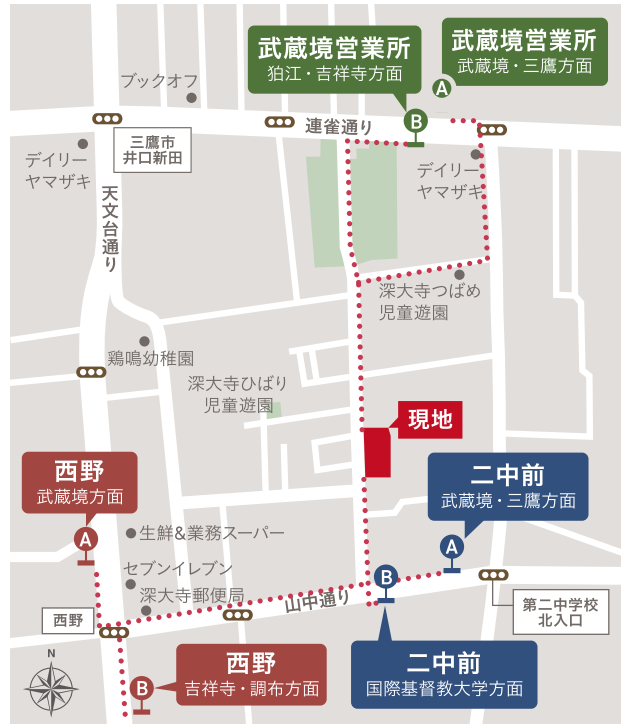 武蔵境営業所
狛江・吉祥寺方面
武蔵境営業所
武蔵境・三鷹方面
A
B
ブックオフ
連雀通り
三鷹市
井口新田
デイリー
ヤマザキ
デイリー
ヤマザキ
天文台通り
深大寺つばめ
児童遊園
鶏鳴幼稚園
深大寺ひばり
児童遊園
現地
西野
武蔵境方面
A
二中前
武蔵境・三鷹方面
A
生鮮&業務スーパー
セブンイレブン
深大寺郵便局
B
山中通り
西野
第二中学校
北入口
N
B
西野
吉祥寺・調布方面
二中前
国際基督教大学方面